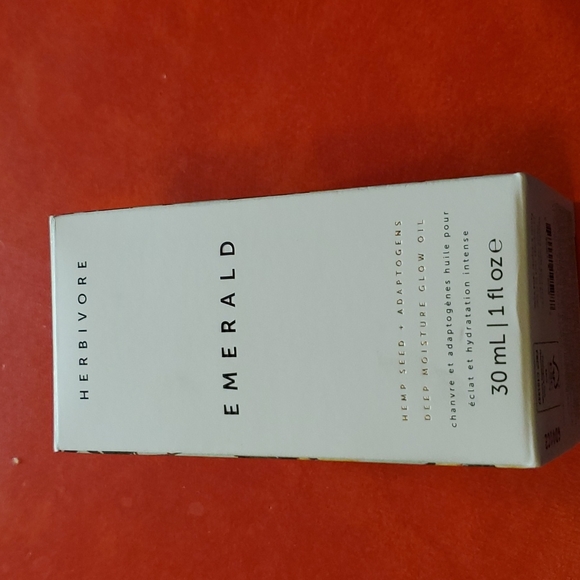 HERBIVORE
EMERALD
HEMP SEED + ADAPTOGENS
DEEP MOISTURE GLOW OIL
chanvre et adaptogènes huile pour
éclat et hydratation intense
30 mL | 1 fl oz e